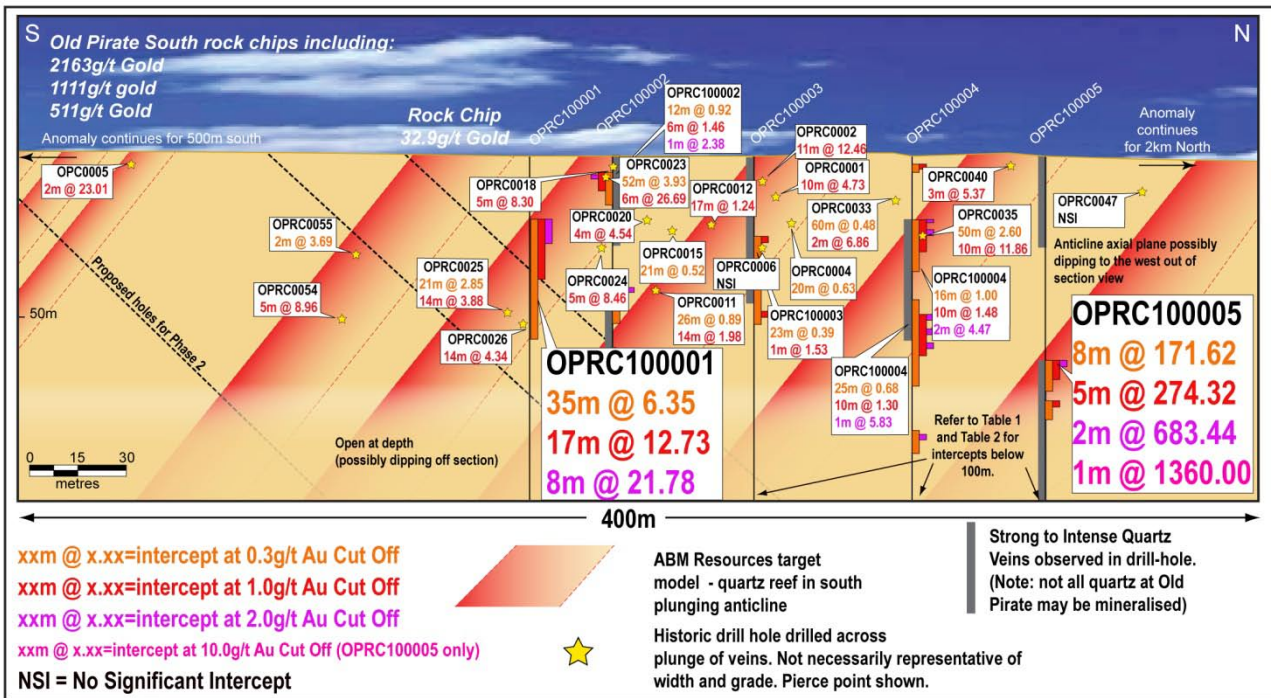 S
N
Old Pirate South rock chips including:
2163g/t Gold
1111g/t gold
511g/t Gold
Anomaly continues for 500m south
Rock Chip
32.9g/t Gold
OPRC100001
OPRC100002
OPRC100003
OPRC100004
OPRC100005
Anomaly
continues
for 2km North
OPRC100002
12m @ 0.92
6m @ 1.46
1m @ 2.38
OPC0005
2m @ 23.01
OPRC0018
5m @ 8.30
OPRC0023
52m @ 3.93
6m @ 26.69
OPRC0002
11m @ 12.46
OPRC0012
17m @ 1.24
OPRC0001
10m @ 4.73
OPRC0040
3m @ 5.37
OPRC0047
NSI
OPRC0055
2m @ 3.69
OPRC0020
4m @ 4.54
OPRC0033
60m @ 0.48
2m @ 6.86
OPRC0035
50m @ 2.60
10m @ 11.86
Anticline axial plane possibly
dipping to the west out of
section view
OPRC0015
21m @ 0.52
OPRC0006
NSI
OPRC0004
20m @ 0.63
OPRC0025
21m @ 2.85
14m @ 3.88
OPRC0024
5m @ 8.46
OPRC0054
5m @ 8.96
OPRC0011
26m @ 0.89
14m @ 1.98
OPRC100003
23m @ 0.39
1m @ 1.53
OPRC100004
16m @ 1.00
10m @ 1.48
2m @ 4.47
50m
Proposed holes for Phase 2
OPRC0026
14m @ 4.34
OPRC100001
35m @ 6.35
17m @ 12.73
8m @ 21.78
OPRC100004
25m @ 0.68
10m @ 1.30
1m @ 5.83
OPRC100005
8m @ 171.62
5m @ 274.32
2m @ 683.44
1m @ 1360.00
Refer to Table 1
and Table 2 for
intercepts below
100m.
Open at depth
(possibly dipping off section)
0 15 30
metres
400m
xxm @ x.xx=intercept at 0.3g/t Au Cut Off
xxm @ x.xx=intercept at 1.0g/t Au Cut Off
xxm @ x.xx=intercept at 2.0g/t Au Cut Off
xxm @ x.xx=intercept at 10.0g/t Au Cut Off (OPRC100005 only)
NSI = No Significant Intercept
ABM Resources target
model - quartz reef in south
plunging anticline
Historic drill hole drilled across
plunge of veins. Not necessarily representative of
width and grade. Pierce point shown.
Strong to Intense Quartz
Veins observed in drill-hole.
(Note: not all quartz at Old
Pirate may be mineralised)